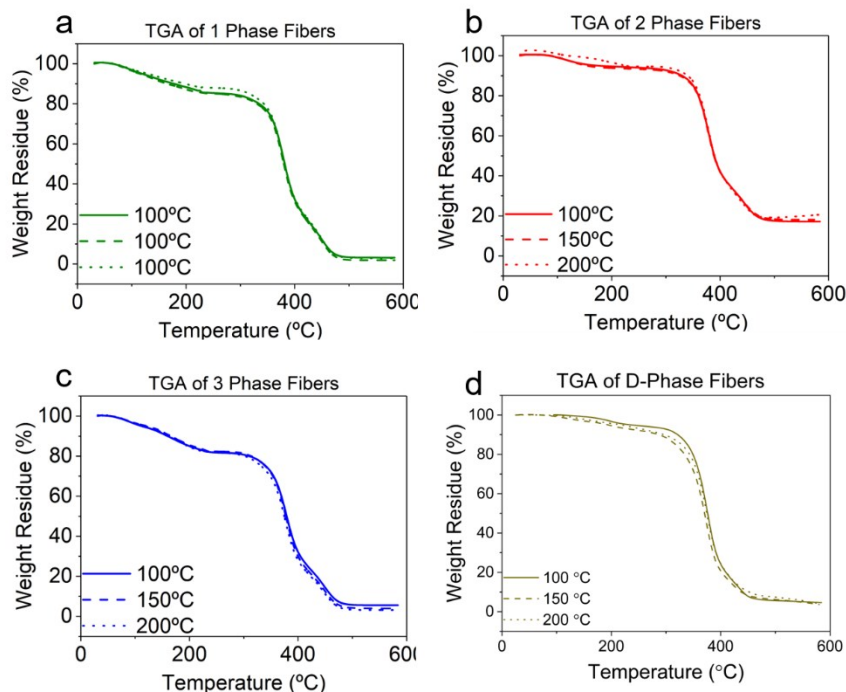 a
TGA of 1 Phase Fibers
Weight Residue (%)
100
80
60
40
20
0
100ºC
100ºC
100ºC
0
200
400
600
Temperature (ºC)
b
TGA of 2 Phase Fibers
Weight Residue (%)
100
80
60
40
20
0
100ºC
150ºC
200ºC
0
200
400
600
Temperature (ºC)
c
TGA of 3 Phase Fibers
Weight Residue (%)
100
80
60
40
20
0
100ºC
150ºC
200ºC
0
200
400
600
Temperature (ºC)
d
TGA of D-Phase Fibers
Weight Residue (%)
100
80
60
40
20
0
100 °C
150 °C
200 °C
0
200
400
600
Temperature (°C)